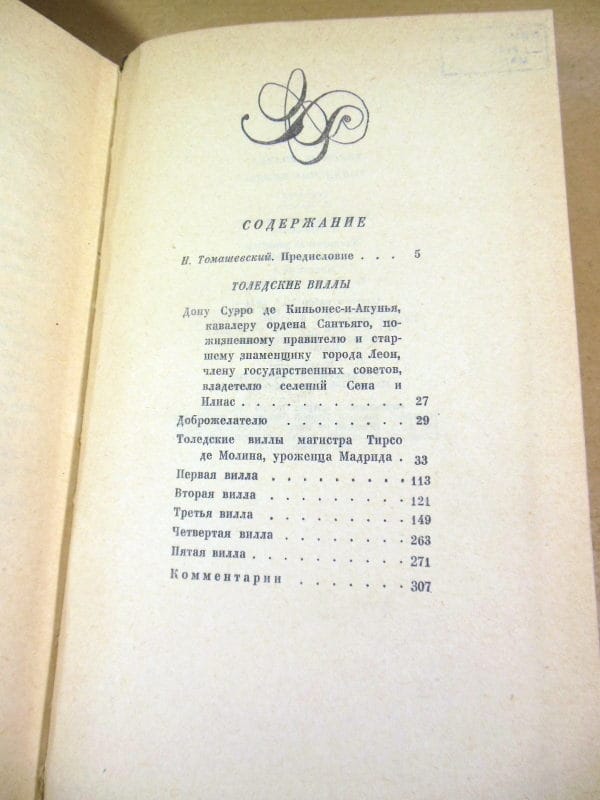 СОДЕРЖАНИЕ
Н. Томашевский. Предисловие . . . 5
ТОЛЕДСКИЕ ВИЛЛЫ
Дону Суэро де Киньонес-и-Акунья,
кавалеру ордена Сантьяго, по-
жизненному правителю и стар-
шему знаменщику города Леон,
члену государственных советов,
владетелю селений Сена и
Илиас . . . . . . . . . . . 27
Доброжелателю . . . . . . . . 29
Толедские виллы магистра Тирсо
де Молина, уроженца Мадрида . 33
Первая вилла . . . . . . . . . 113
Вторая вилла . . . . . . . . . 121
Третья вилла . . . . . . . . . 149
Четвертая вилла . . . . . . . . 263
Пятая вилла . . . . . . . . . . 271
Комментарии . . . . . . . 307